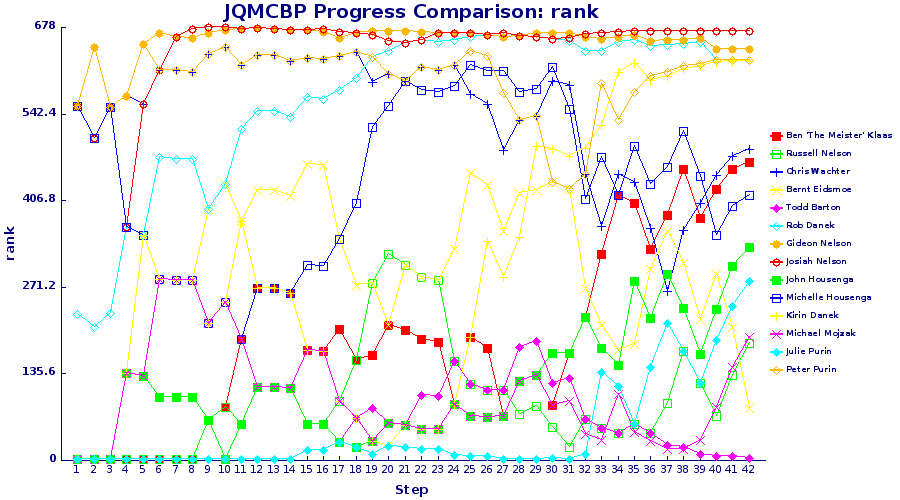 JQMCBP Progress Comparison: rank
678
542.4
406.8
271.2
135.6
0
rank
1 2 3 4 5 6 7 8 9 10 11 12 13 14 15 16 17 18 19 20 21 22 23 24 25 26 27 28 29 30 31 32 33 34 35 36 37 38 39 40 41 42
Step
Ben 'The Meister' Klaas
Russell Nelson
Chris Wachter
Bernt Eidsmoe
Todd Barton
Rob Danek
Gideon Nelson
Josiah Nelson
John Housenga
Michelle Housenga
Kirin Danek
Michael Mojzak
Julie Purin
Peter Purin